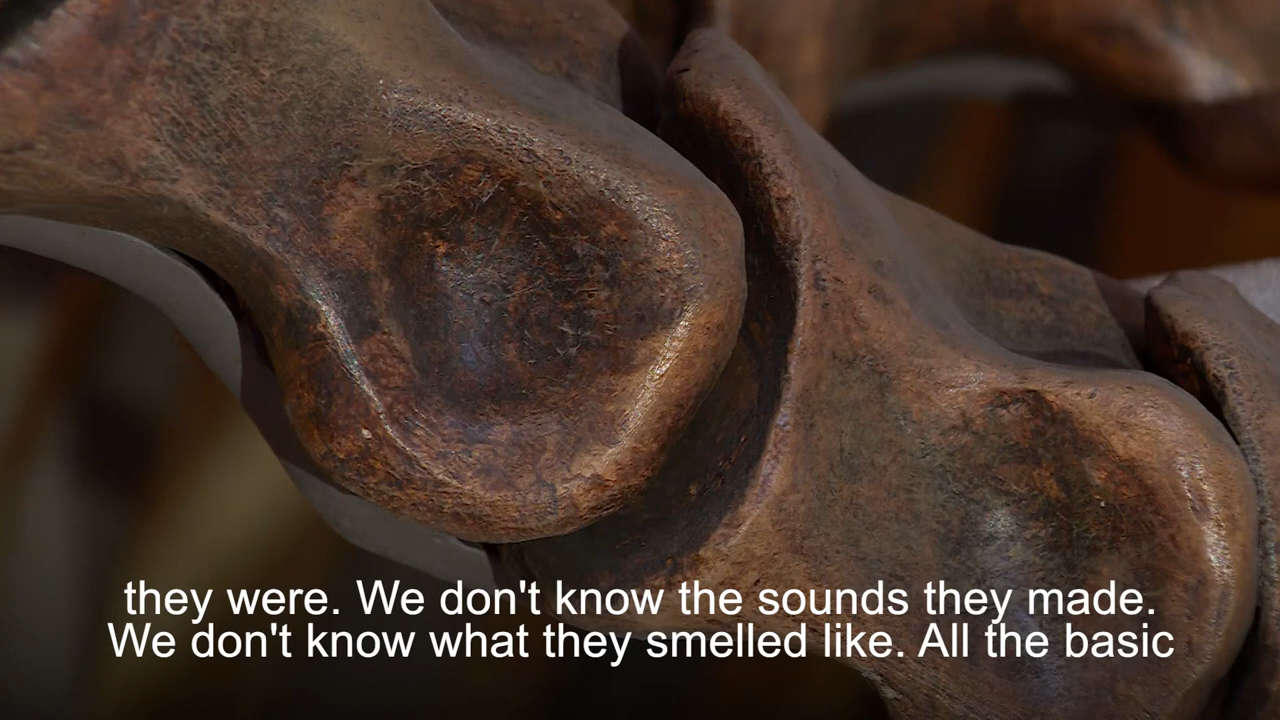 they were. We don't know the sounds they made.
We don't know what they smelled like. All the basic